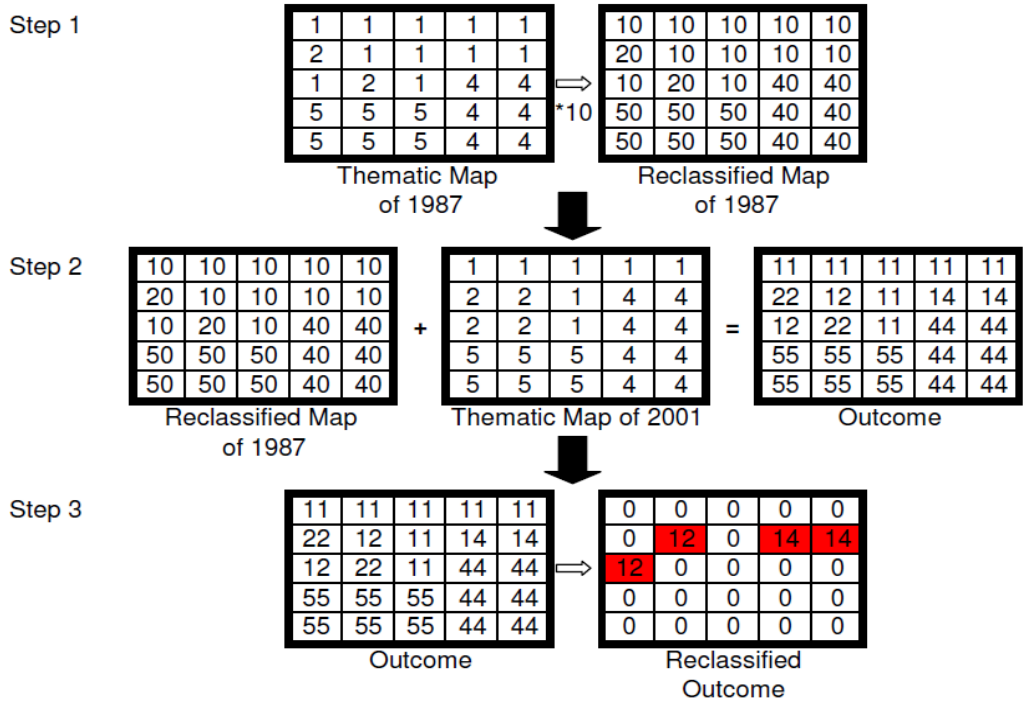 Step 1
1 1 1 1 1 10 10 10 10 10
2 1 1 1 1 20 10 10 10 10
1 2 1 4 4 10 20 10 40 40
5 5 5 4 4 *10 50 50 50 40 40
5 5 5 4 4 50 50 50 40 40
Thematic Map Reclassified Map
of 1987 of 1987
Step 2
10 10 10 10 10 1 1 1 1 1 11 11 11 11 11
20 10 10 10 10 2 2 1 4 4 22 12 11 14 14
10 20 10 40 40 + 2 2 1 4 4 = 12 22 11 44 44
50 50 50 40 40 5 5 5 4 4 55 55 55 44 44
50 50 50 40 40 5 5 5 4 4 55 55 55 44 44
Reclassified Map Thematic Map of 2001 Outcome
of 1987
Step 3
11 11 11 11 11 0 0 0 0 0
22 12 11 14 14 0 12 0 14 14
12 22 11 44 44 12 0 0 0 0
55 55 55 44 44 0 0 0 0 0
55 55 55 44 44 0 0 0 0 0
Outcome Reclassified
Outcome